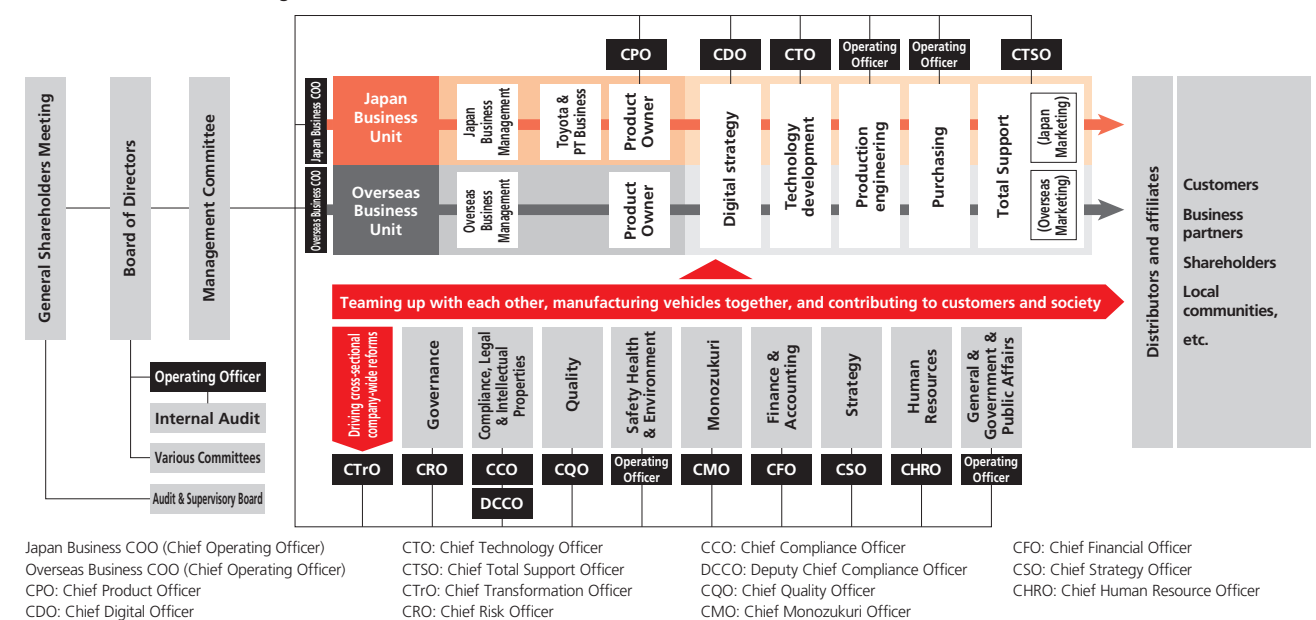 CPO
CDO
CTO
Operating
Officer
Operating
Officer
CTSO
General Shareholders Meeting
Board of Directors
Management Committee
Japan Business COO
Japan
Business
Unit
Japan
Business
Management
Toyota &
PT Business
Product
Owner
Digital strategy
Technology
development
Production
engineering
Purchasing
Total Support
(Japan
Marketing)
Overseas Business COO
Overseas
Business
Unit
Overseas
Business
Management
Product
Owner
(Overseas
Marketing)
Distributors and affiliates
Customers
Business
partners
Shareholders
Local
communities,
etc.
Teaming up with each other, manufacturing vehicles together, and contributing to customers and society
Operating Officer
Internal Audit
Various Committees
Audit & Supervisory Board
Driving cross-sectional
company-wide reforms
Governance
Compliance, Legal
& Intellectual
Properties
Quality
Safety Health
& Environment
Monozukuri
Finance &
Accounting
Strategy
Human
Resources
General &
Government &
Public Affairs
CTrO
CRO
CCO
CQO
Operating
Officer
CMO
CFO
CSO
CHRO
Operating
Officer
DCCO
Japan Business COO (Chief Operating Officer)
Overseas Business COO (Chief Operating Officer)
CPO: Chief Product Officer
CDO: Chief Digital Officer
CTO: Chief Technology Officer
CTSO: Chief Total Support Officer
CTrO: Chief Transformation Officer
CRO: Chief Risk Officer
CCO: Chief Compliance Officer
DCCO: Deputy Chief Compliance Officer
CQO: Chief Quality Officer
CMO: Chief Monozukuri Officer
CFO: Chief Financial Officer
CSO: Chief Strategy Officer
CHRO: Chief Human Resource Officer